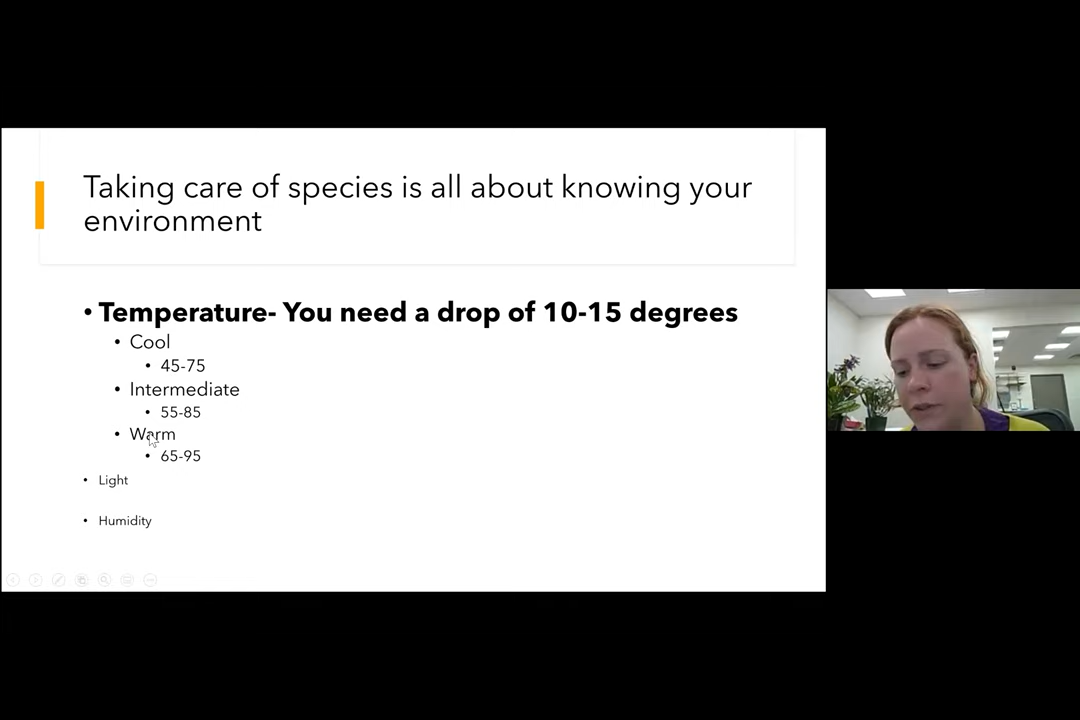 Taking care of species is all about knowing your
environment
• Temperature- You need a drop of 10-15 degrees
• Cool
• 45-75
• Intermediate
• 55-85
• Warm
• 65-95
• Light
• Humidity